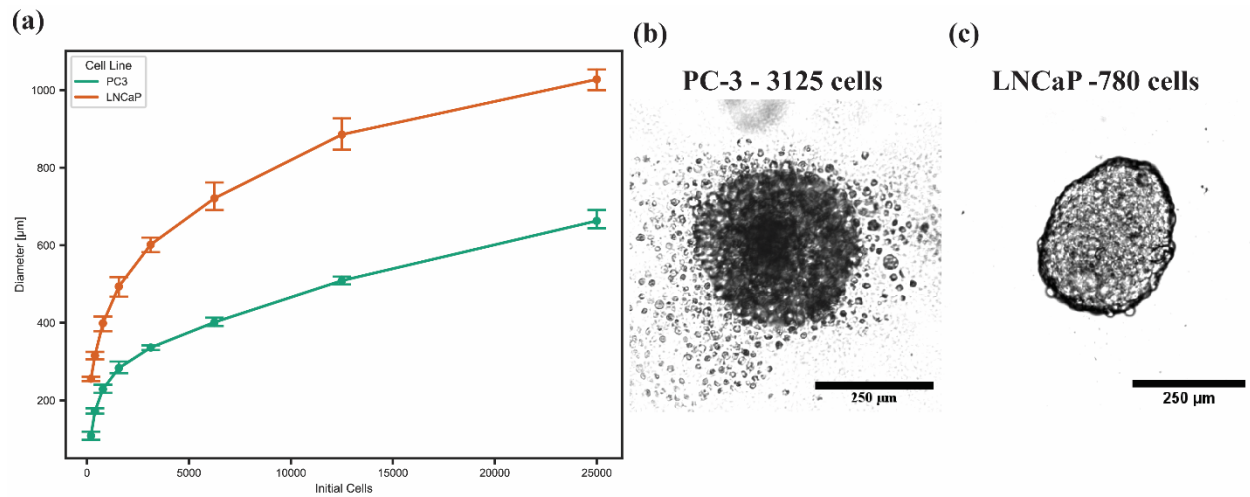 (a)
Cell Line
PC3
LNCaP
Diameter [µm]
1000
800
600
400
200
0
5000
10000
15000
20000
25000
Initial Cells
(b)
PC-3 - 3125 cells
250 µm
(c)
LNCaP -780 cells
250 µm